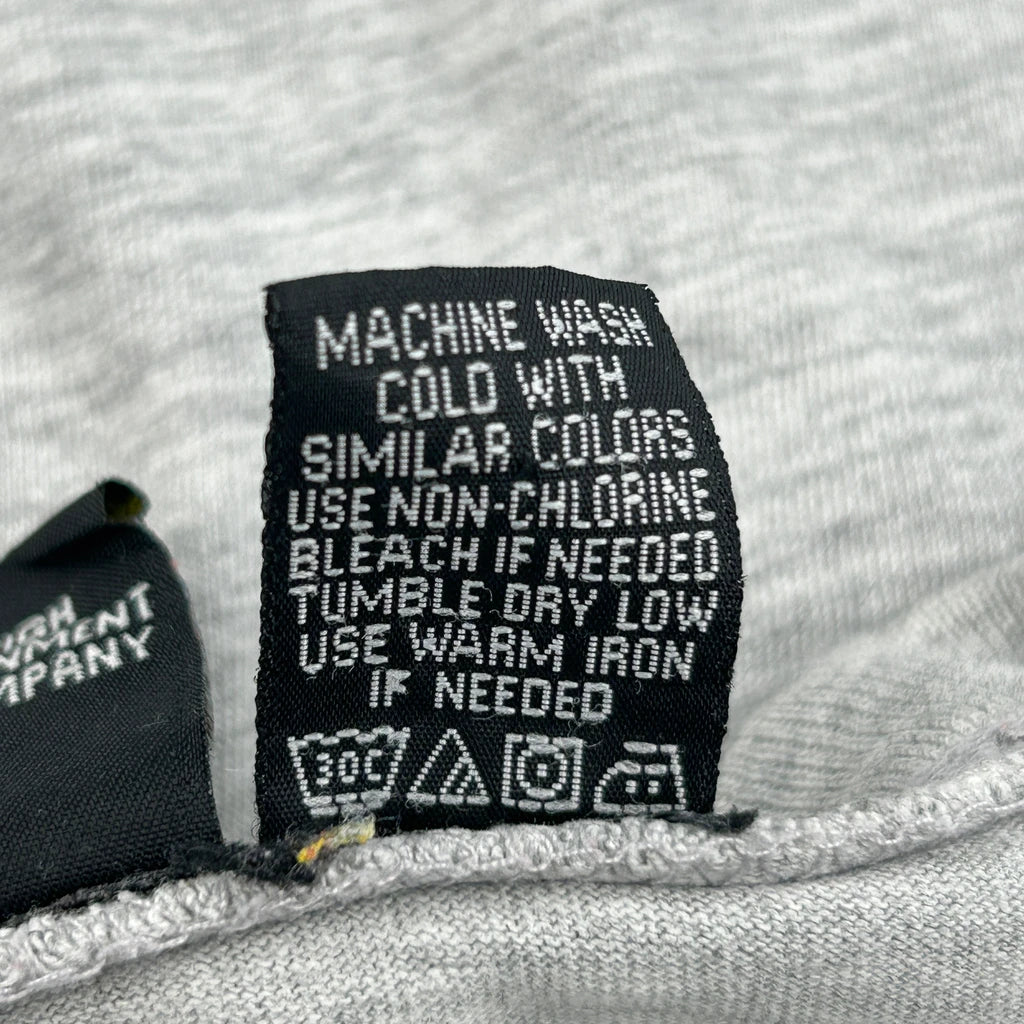 MACHINE WASH
COLD WITH
SIMILAR COLORS
USE NON-CHLORINE
BLEACH IF NEEDED
TUMBLE DRY LOW
USE WARM IRON
IF NEEDED
30C